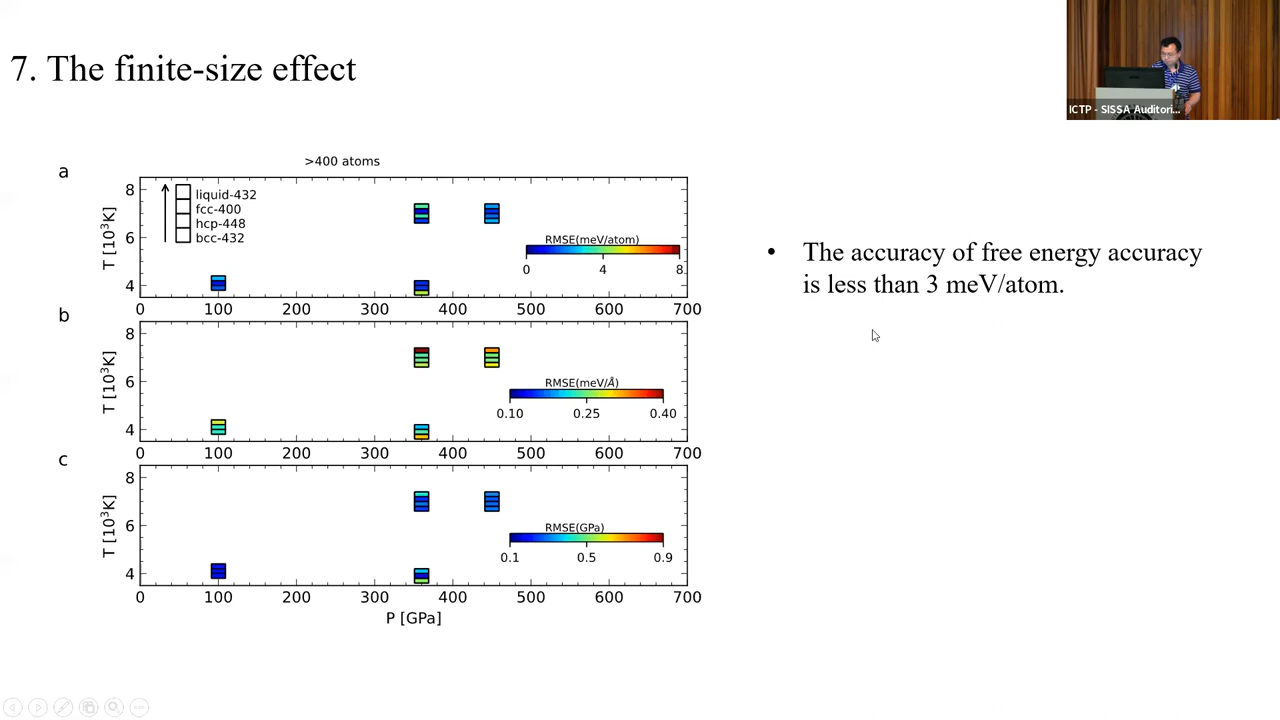 7. The finite-size effect
ICTP - SISSA Auditori...
>400 atoms
a
liquid-432
fcc-400
hcp-448
bcc-432
T [10³K]
8
6
4
RMSE(meV/atom)
0 4 8
0 100 200 300 400 500 600 700
b
T [10³K]
8
6
4
RMSE(meV/Å)
0.10 0.25 0.40
0 100 200 300 400 500 600 700
c
T [10³K]
8
6
4
RMSE(GPa)
0.1 0.5 0.9
0 100 200 300 400 500 600 700
P [GPa]
• The accuracy of free energy accuracy
is less than 3 meV/atom.